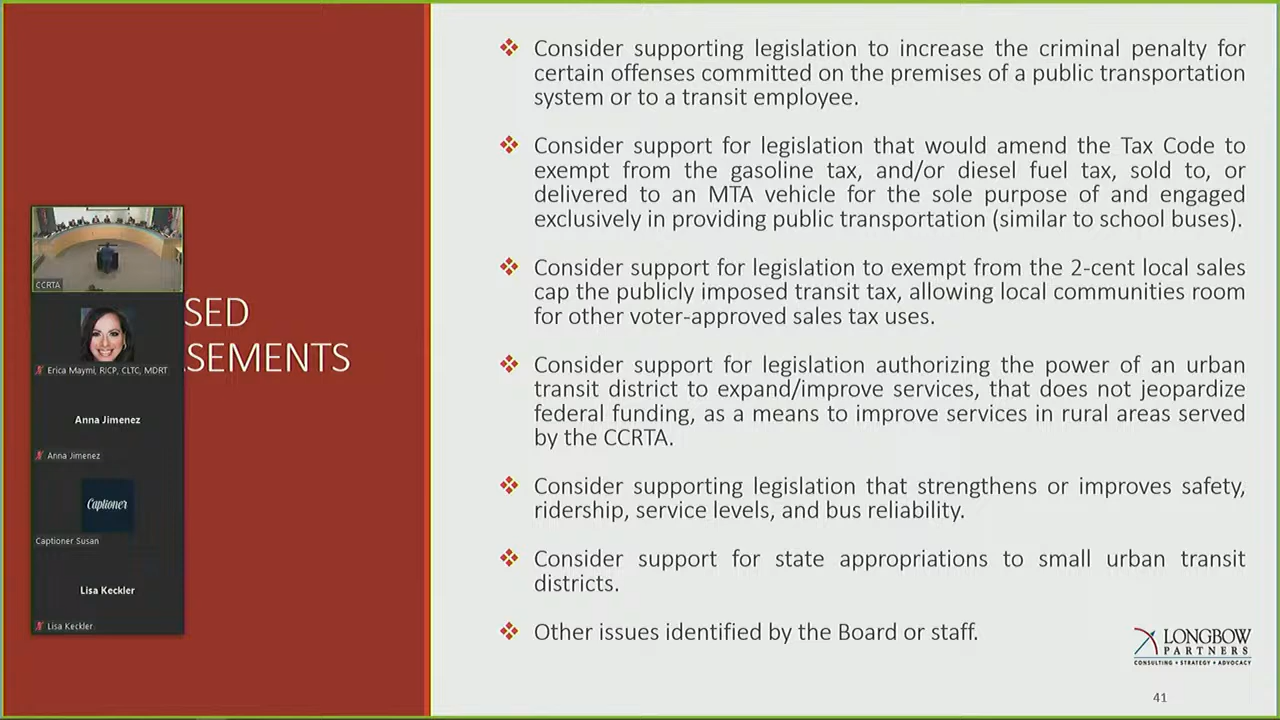 SED
SEMENTS
CCRTA
Erica Maymi, RICP, CLTC, MDRT
Anna Jimenez
Anna Jimenez
Captioner
Captioner Susan
Lisa Keckler
Lisa Keckler
Consider supporting legislation to increase the criminal penalty for
certain offenses committed on the premises of a public transportation
system or to a transit employee.
Consider support for legislation that would amend the Tax Code to
exempt from the gasoline tax, and/or diesel fuel tax, sold to, or
delivered to an MTA vehicle for the sole purpose of and engaged
exclusively in providing public transportation (similar to school buses).
Consider support for legislation to exempt from the 2-cent local sales
cap the publicly imposed transit tax, allowing local communities room
for other voter-approved sales tax uses.
Consider support for legislation authorizing the power of an urban
transit district to expand/improve services, that does not jeopardize
federal funding, as a means to improve services in rural areas served
by the CCRTA.
Consider supporting legislation that strengthens or improves safety,
ridership, service levels, and bus reliability.
Consider support for state appropriations to small urban transit
districts.
Other issues identified by the Board or staff.
LONGBOW
PARTNERS
CONSULTING • STRATEGY • ADVOCACY
41